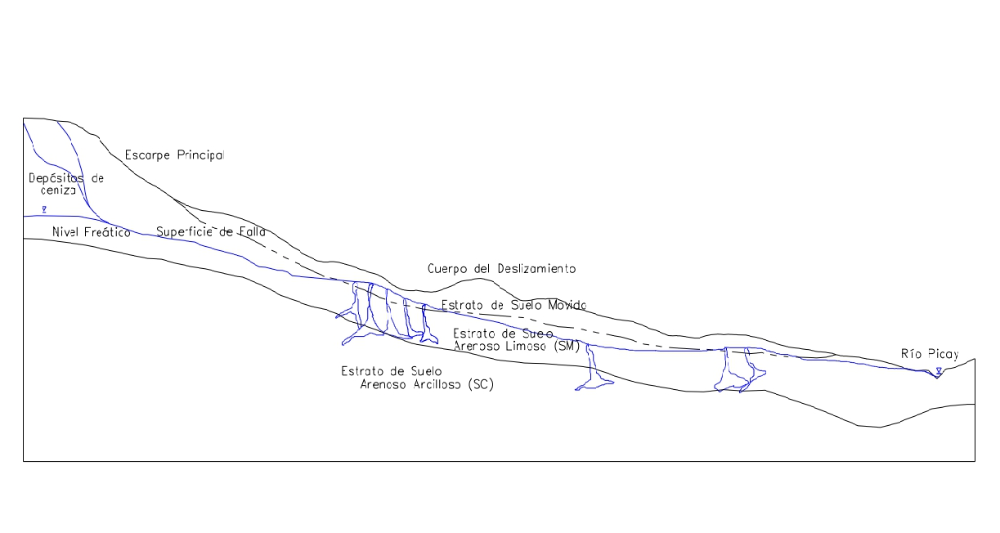 Escarpe Principal
Depósitos de
ceniza
Nivel Freático
Superficie de Falla
Cuerpo del Deslizamiento
Estrato de Suelo Movido
Estrato de Suelo
Arenoso Limoso (SM)
Río Picay
Estrato de Suelo
Arenoso Arcilloso (SC)